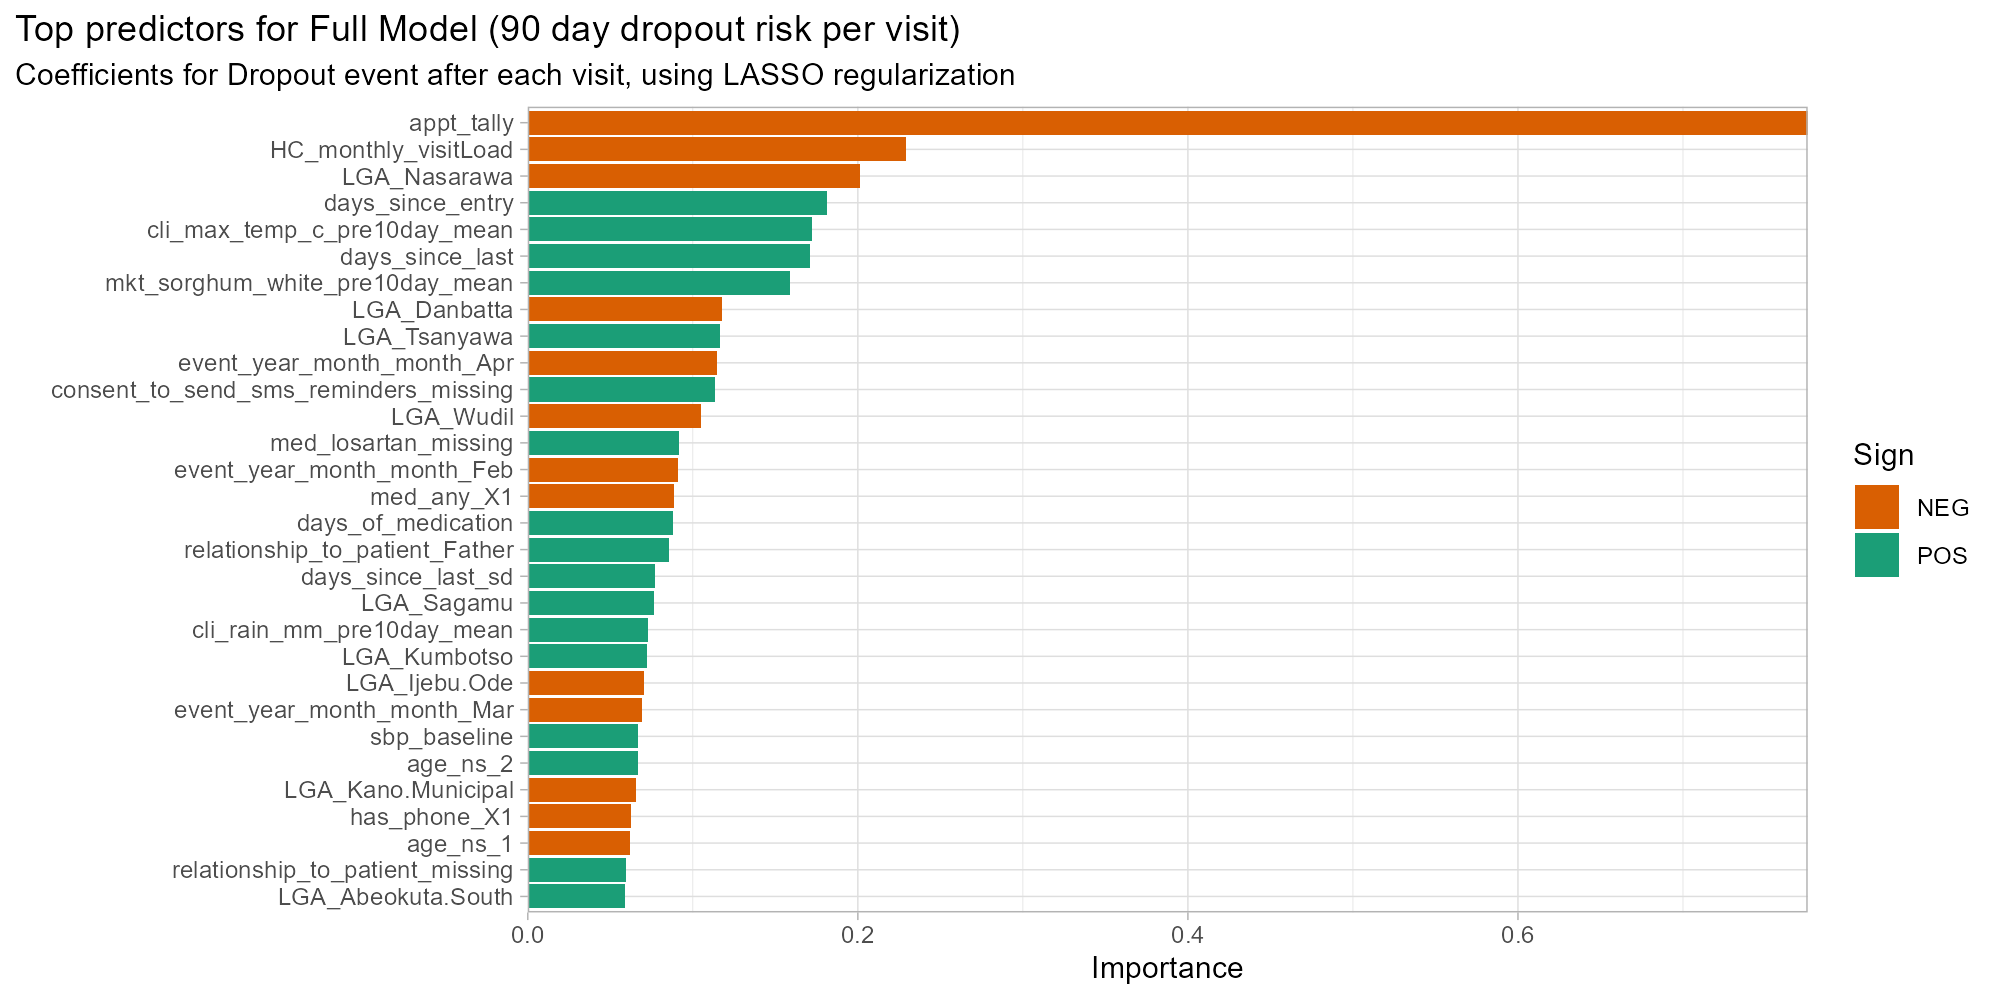 Top predictors for Full Model (90 day dropout risk per visit)
Coefficients for Dropout event after each visit, using LASSO regularization
appt_tally
HC_monthly_visitLoad
LGA_Nasarawa
days_since_entry
cli_max_temp_c_pre10day_mean
days_since_last
mkt_sorghum_white_pre10day_mean
LGA_Danbatta
LGA_Tsanyawa
event_year_month_month_Apr
consent_to_send_sms_reminders_missing
LGA_Wudil
med_losartan_missing
event_year_month_month_Feb
med_any_X1
days_of_medication
relationship_to_patient_Father
days_since_last_sd
LGA_Sagamu
cli_rain_mm_pre10day_mean
LGA_Kumbotso
LGA_Ijebu.Ode
event_year_month_month_Mar
sbp_baseline
age_ns_2
LGA_Kano.Municipal
has_phone_X1
age_ns_1
relationship_to_patient_missing
LGA_Abeokuta.South
0.0 0.2 0.4 0.6
Importance
Sign
NEG
POS